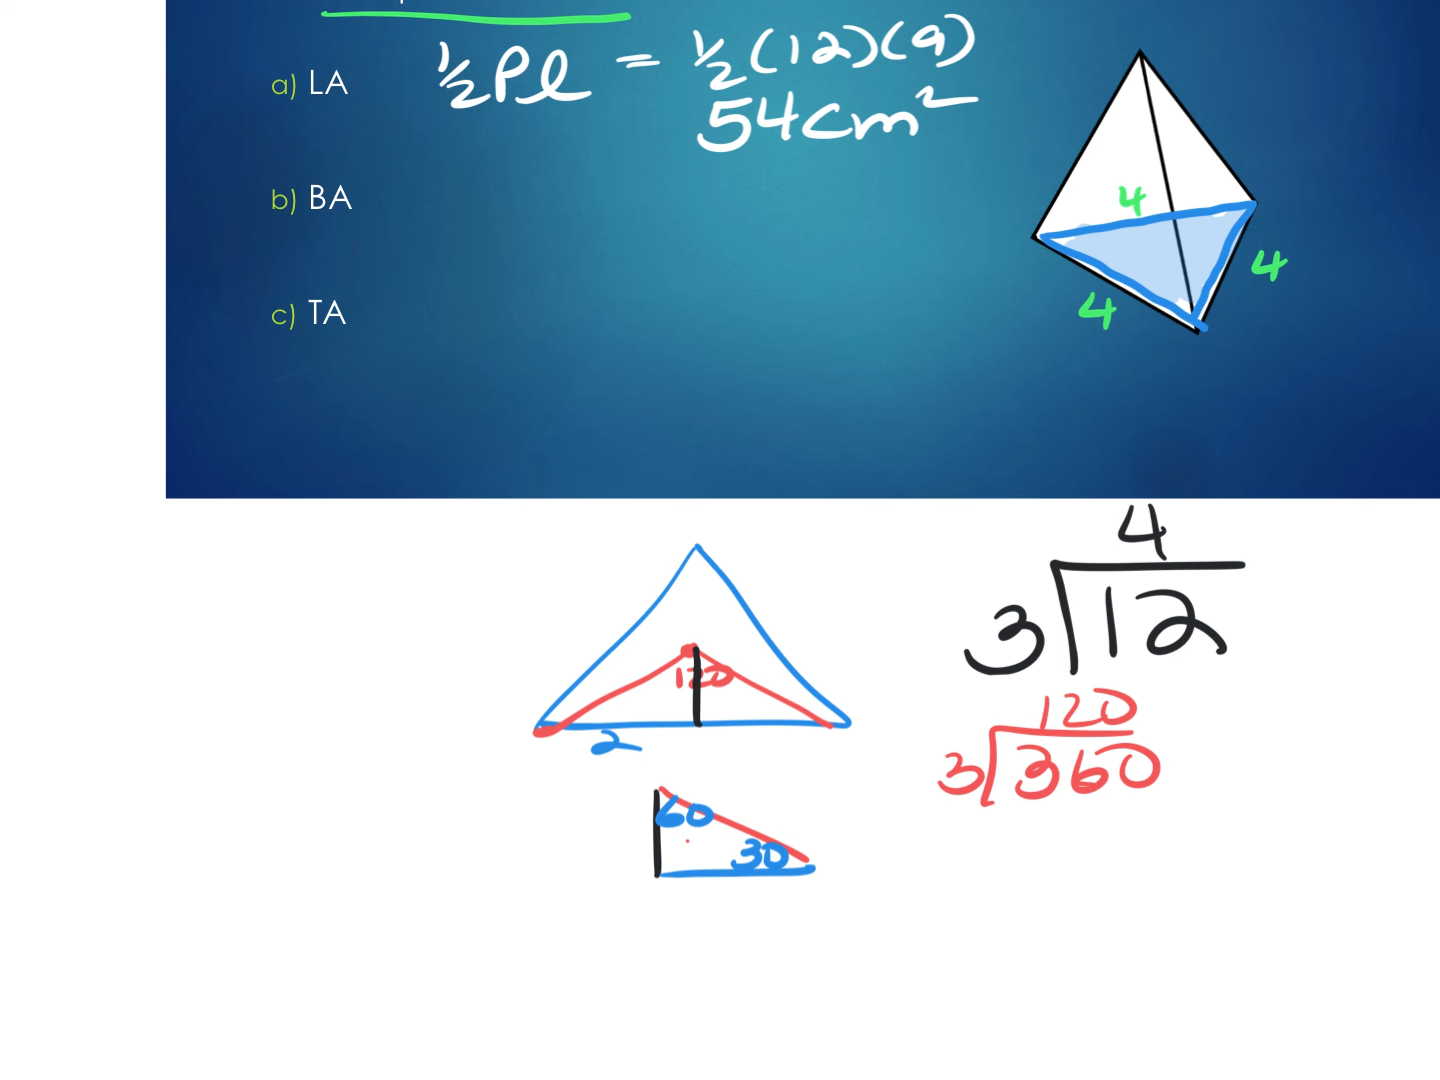 a) LA
½Pl = ½(12)(9)
54cm²
b) BA
c) TA
4
4
4
120
2
60
30
4
3)12
120
3)360